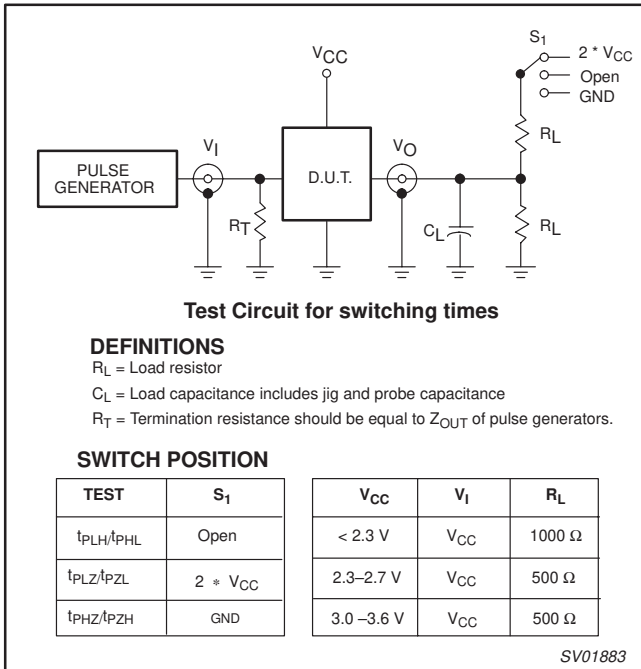 S1
2 * VCC
Open
GND
VCC
RL
VI
VO
PULSE
GENERATOR
D.U.T.
RT
CL
RL
Test Circuit for switching times
DEFINITIONS
RL = Load resistor
CL = Load capacitance includes jig and probe capacitance
RT = Termination resistance should be equal to ZOUT of pulse generators.
SWITCH POSITION
TEST S1
tPLH/tPHL Open
tPLZ/tPZL 2 * VCC
tPHZ/tPZH GND
VCC VI RL
< 2.3 V VCC 1000 Ω
2.3–2.7 V VCC 500 Ω
3.0 –3.6 V VCC 500 Ω
SV01883